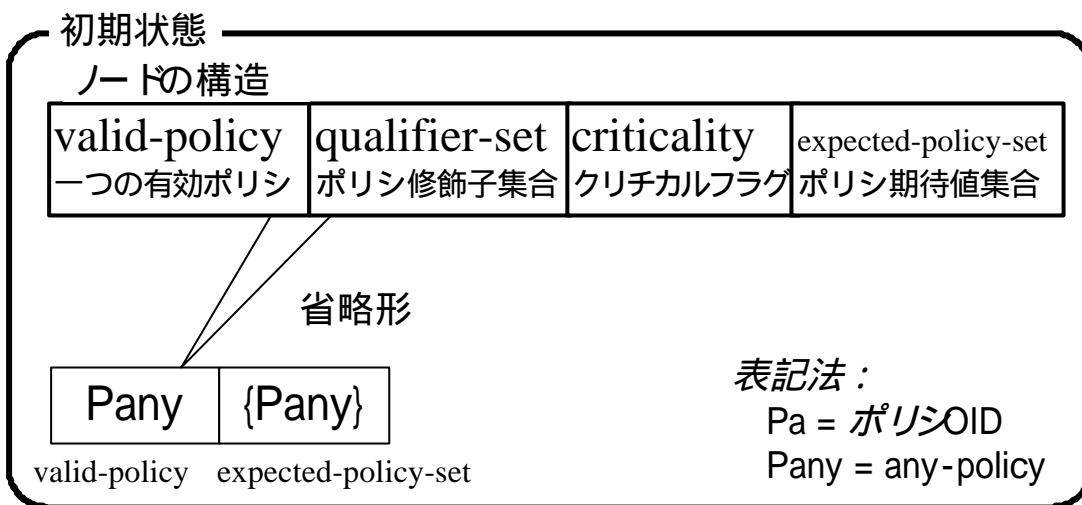 初期状態
ノードの構造
valid-policy qualifier-set criticality expected-policy-set
一つの有効ポリシ ポリシ修飾子集合 クリチカルフラグ ポリシ期待値集合
省略形
Pany {Pany}
valid-policy expected-policy-set
表記法：
Pa = ポリシOID
Pany = any-policy